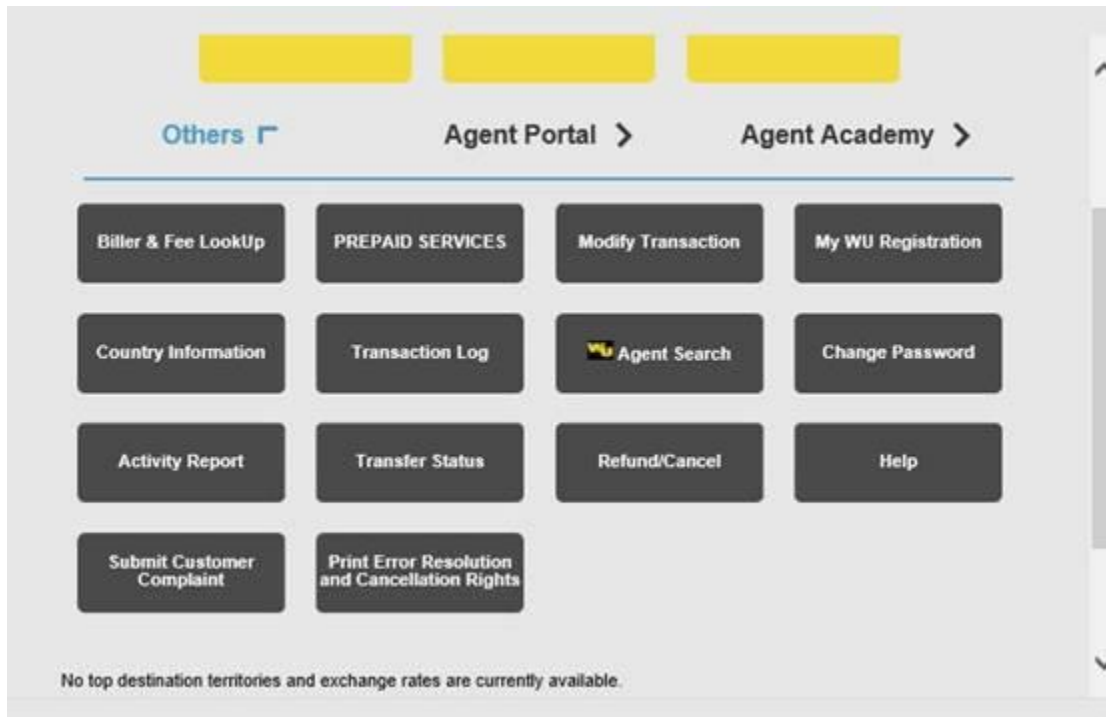 Others
Agent Portal
Agent Academy
Biller & Fee LookUp
PREPAID SERVICES
Modify Transaction
My WU Registration
Country Information
Transaction Log
WU Agent Search
Change Password
Activity Report
Transfer Status
Refund/Cancel
Help
Submit Customer
Complaint
Print Error Resolution
and Cancellation Rights
No top destination territories and exchange rates are currently available.